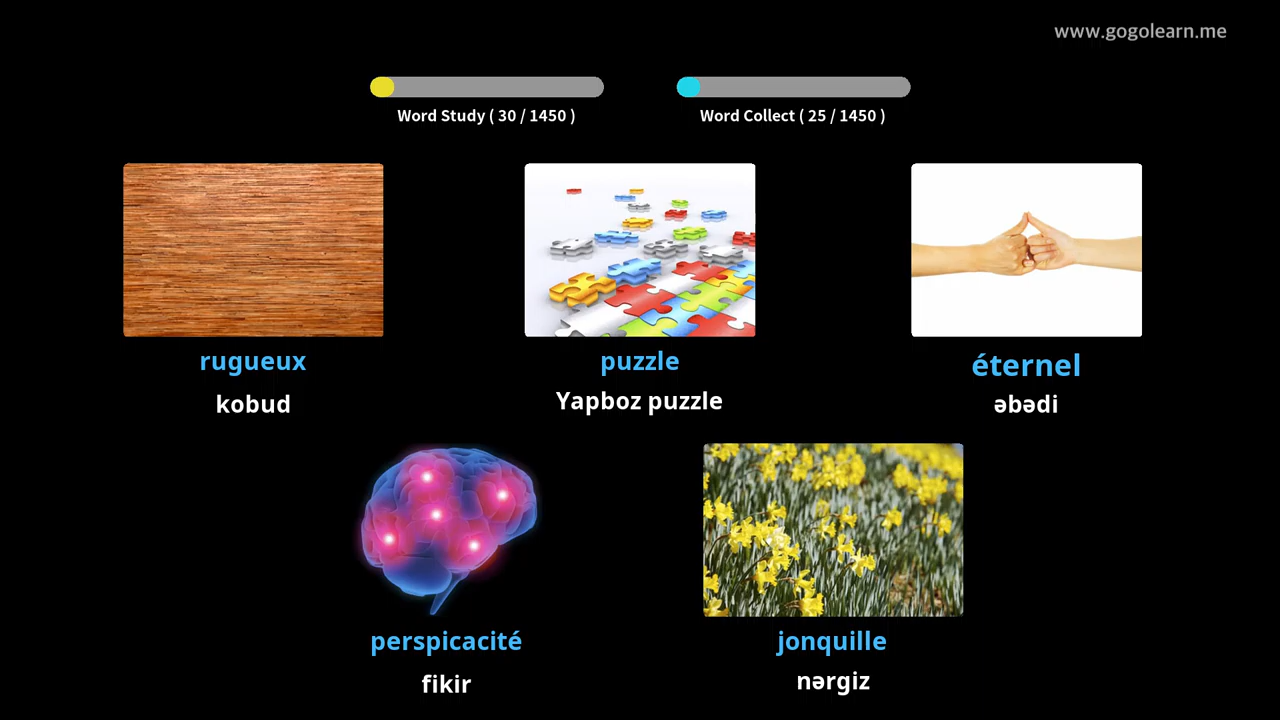 www.gogolearn.me
Word Study ( 30 / 1450 )
Word Collect ( 25 / 1450 )
rugueux
kobud
puzzle
Yapboz puzzle
éternel
əbədi
perspicacité
fikir
jonquille
nərgiz